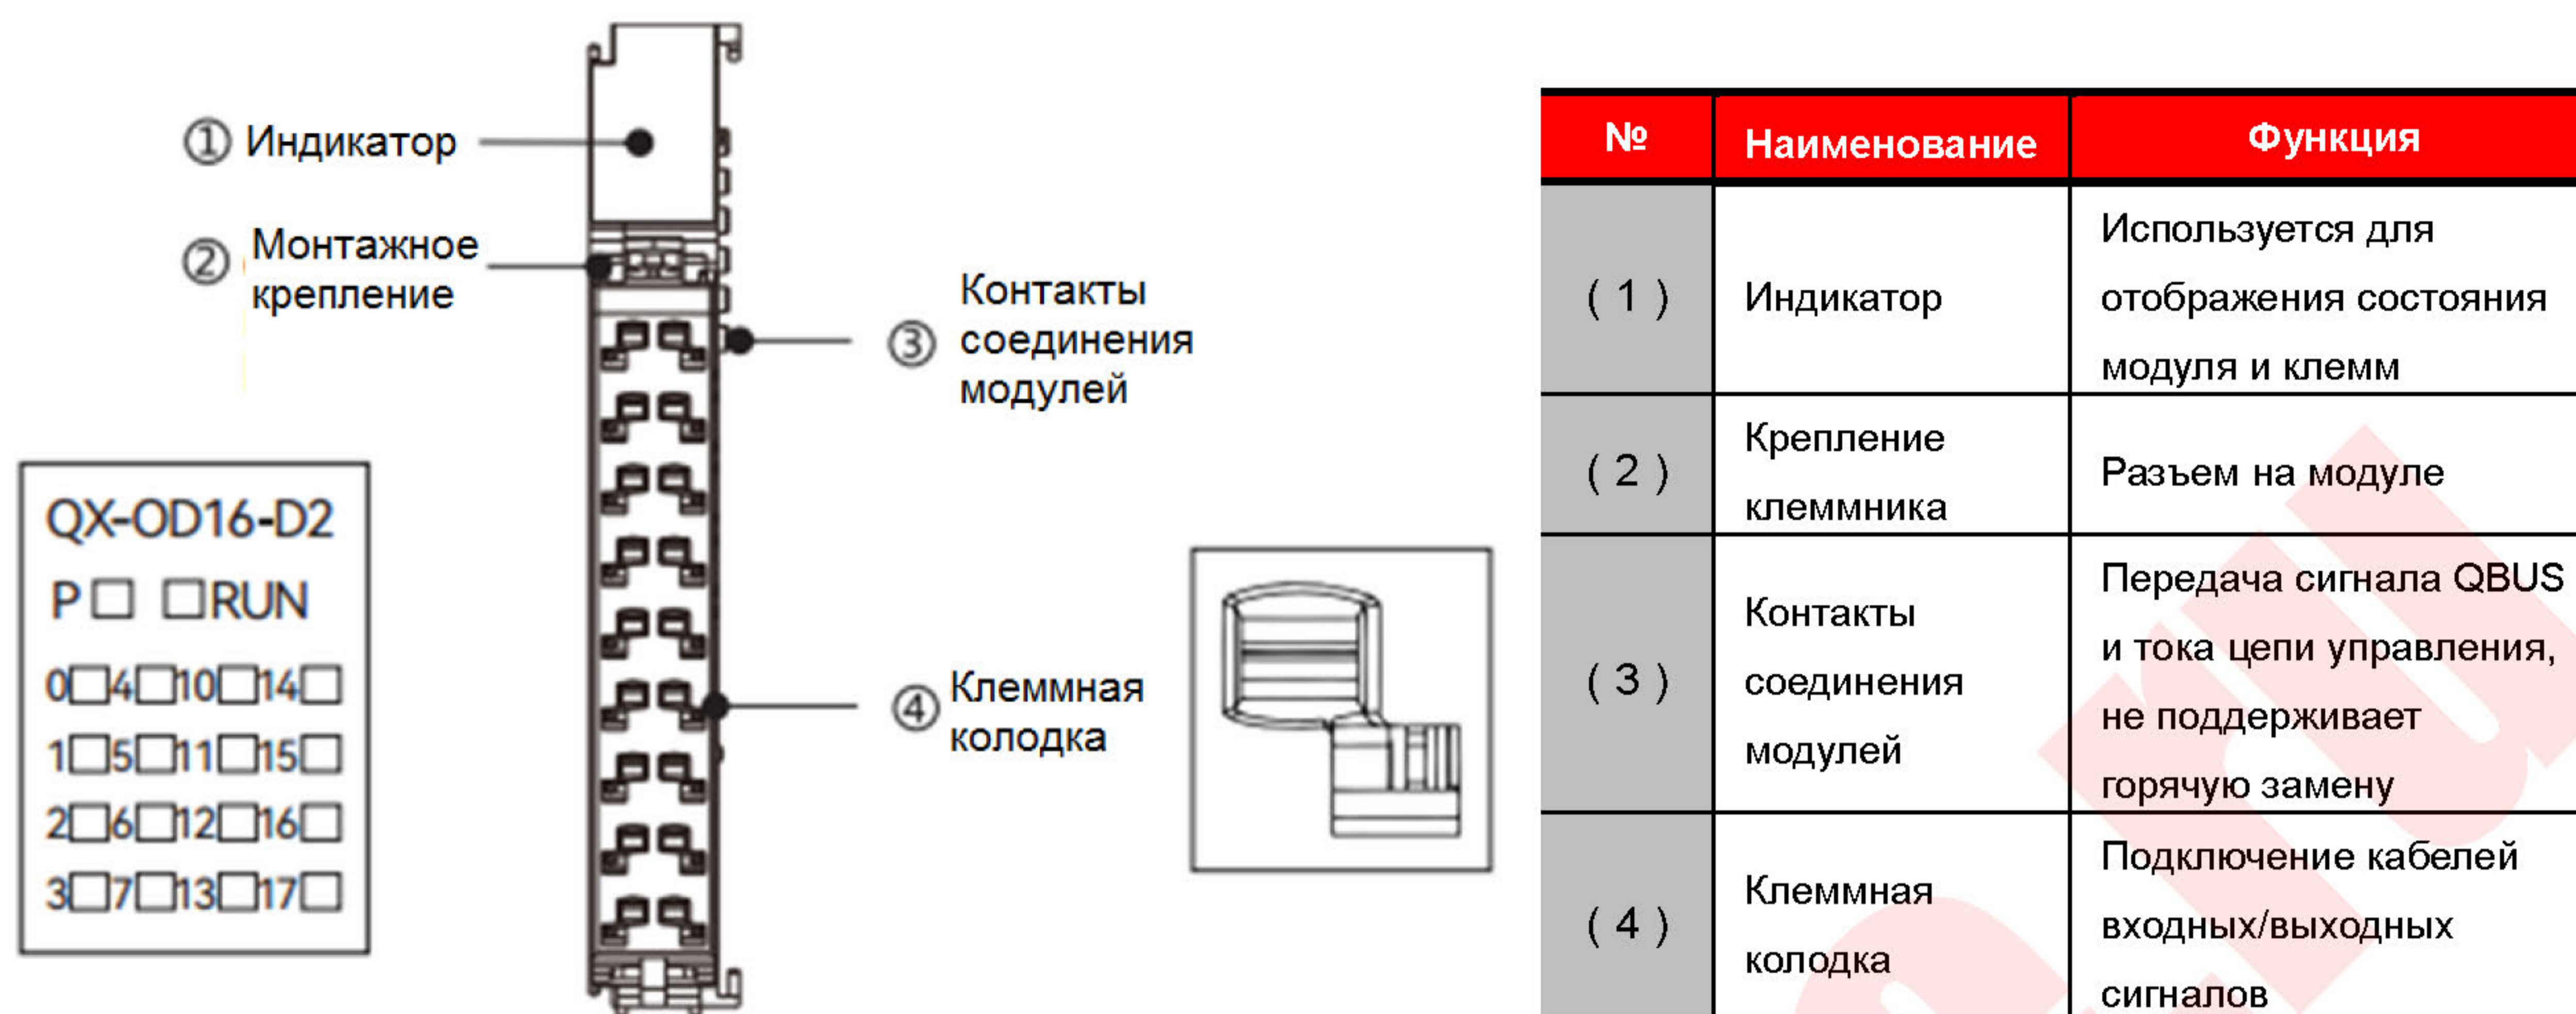 ① Индикатор
② Монтажное
крепление
③ Контакты
соединения
модулей
④ Клеммная
колодка
QX-OD16-D2
P RUN
0 4 10 14
1 5 11 15
2 6 12 16
3 7 13 17
№ Наименование Функция
( 1 ) Индикатор
Используется для
отображения состояния
модуля и клемм
( 2 )
Крепление
клеммника
Разъем на модуле
( 3 )
Контакты
соединения
модулей
Передача сигнала QBUS
и тока цепи управления,
не поддерживает
горячую замену
( 4 )
Клеммная
колодка
Подключение кабелей
входных/выходных
сигналов